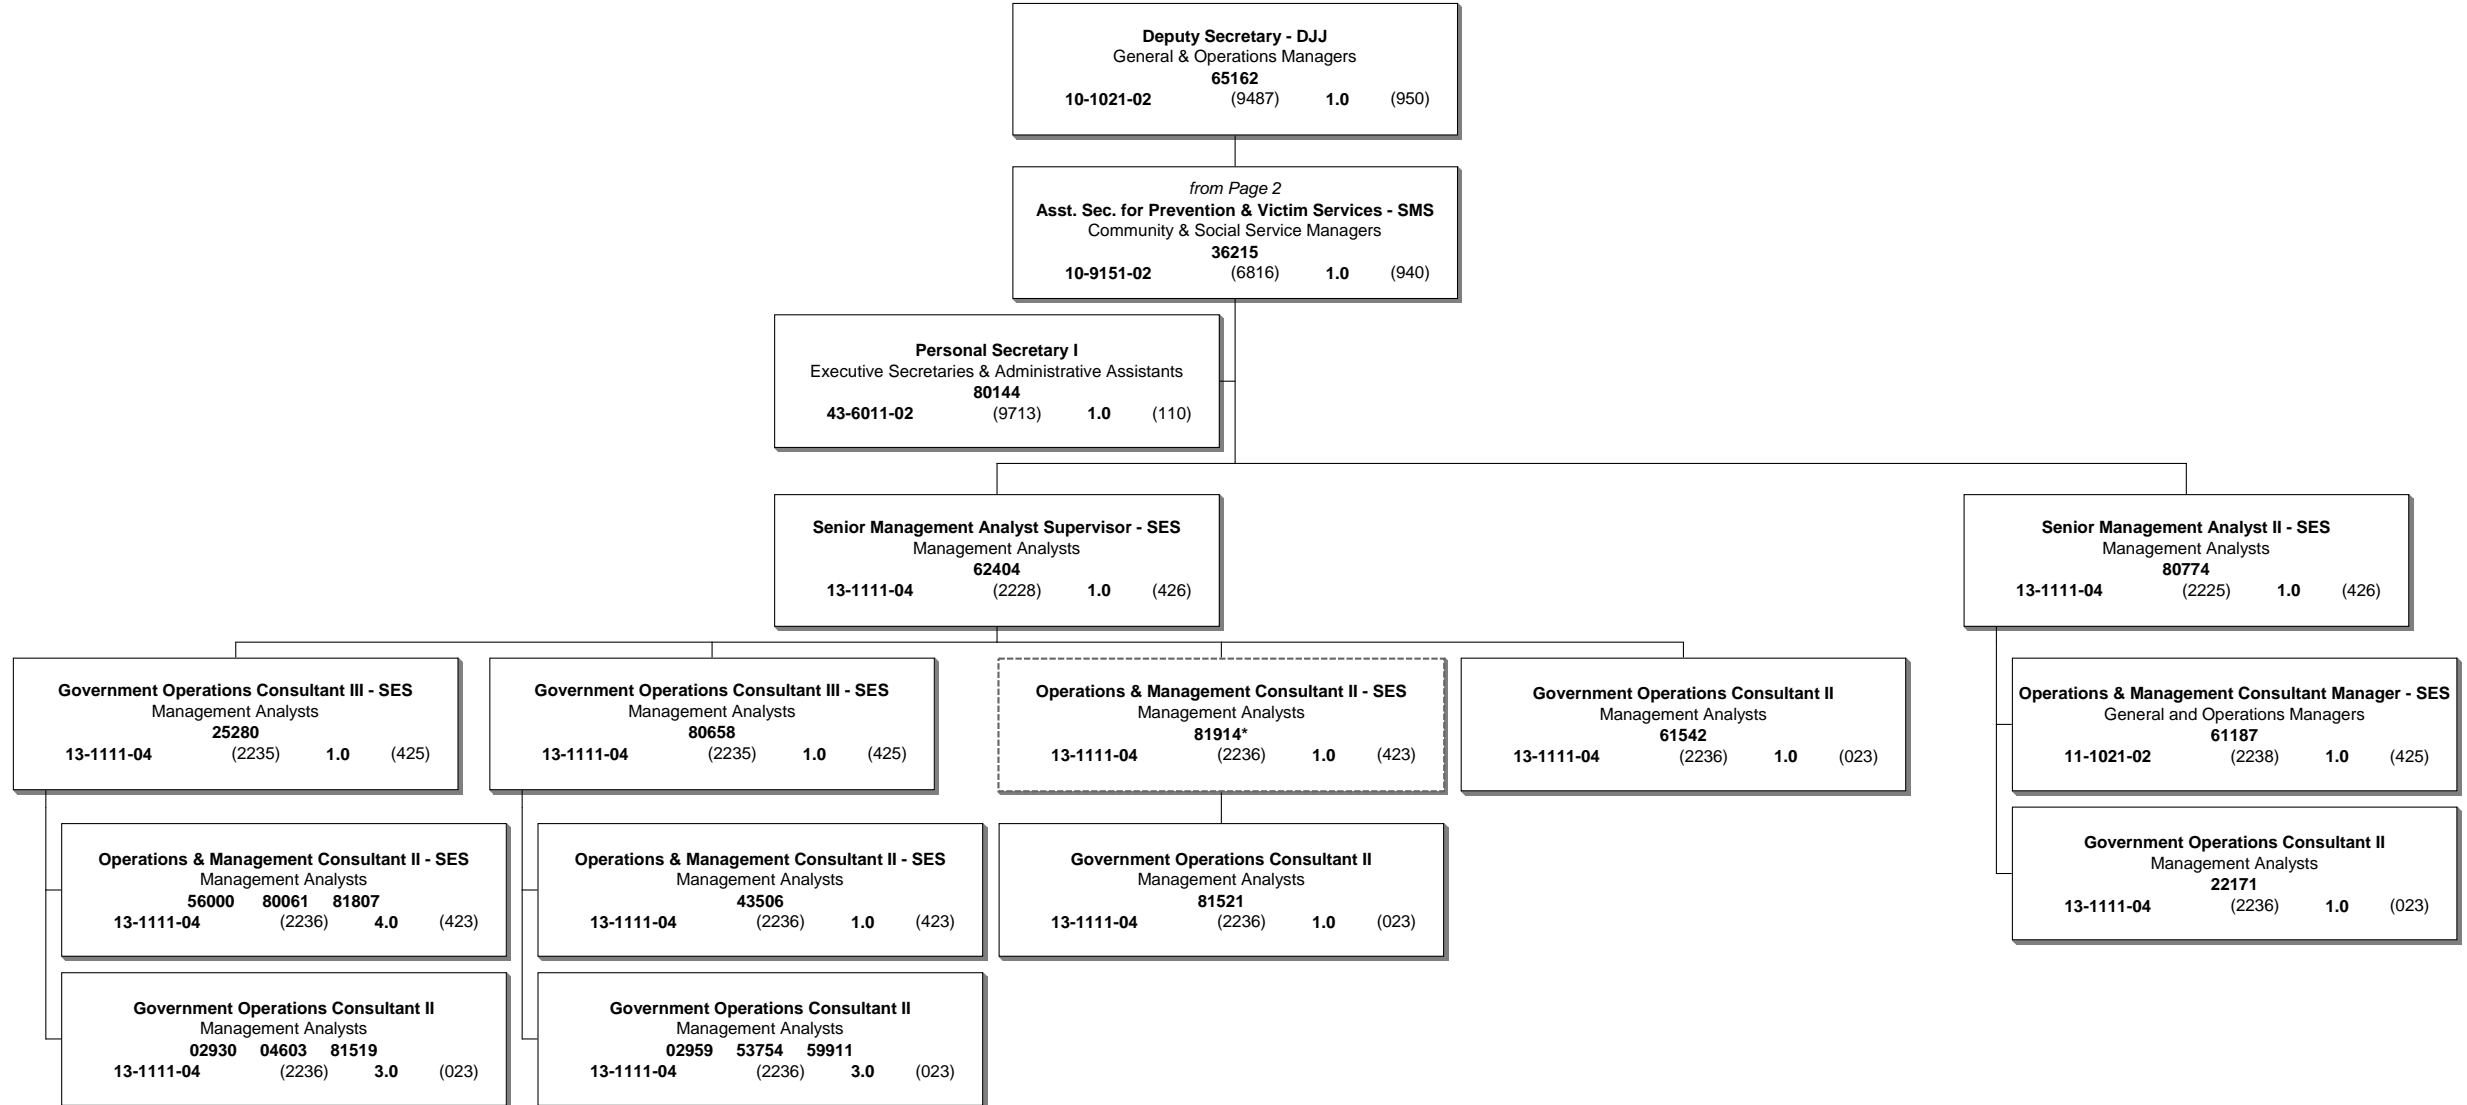 Deputy Secretary - DJJ
General & Operations Managers
65162
10-1021-02 (9487) 1.0 (950)
from Page 2
Asst. Sec. for Prevention & Victim Services - SMS
Community & Social Service Managers
36215
10-9151-02 (6816) 1.0 (940)
Personal Secretary I
Executive Secretaries & Administrative Assistants
80144
43-6011-02 (9713) 1.0 (110)
Senior Management Analyst Supervisor - SES
Management Analysts
62404
13-1111-04 (2228) 1.0 (426)
Senior Management Analyst II - SES
Management Analysts
80774
13-1111-04 (2225) 1.0 (426)
Government Operations Consultant III - SES
Management Analysts
25280
13-1111-04 (2235) 1.0 (425)
Government Operations Consultant III - SES
Management Analysts
80658
13-1111-04 (2235) 1.0 (425)
Operations & Management Consultant II - SES
Management Analysts
81914*
13-1111-04 (2236) 1.0 (423)
Government Operations Consultant II
Management Analysts
61542
13-1111-04 (2236) 1.0 (023)
Operations & Management Consultant Manager - SES
General and Operations Managers
61187
11-1021-02 (2238) 1.0 (425)
Operations & Management Consultant II - SES
Management Analysts
56000 80061 81807
13-1111-04 (2236) 4.0 (423)
Operations & Management Consultant II - SES
Management Analysts
43506
13-1111-04 (2236) 1.0 (423)
Government Operations Consultant II
Management Analysts
81521
13-1111-04 (2236) 1.0 (023)
Government Operations Consultant II
Management Analysts
22171
13-1111-04 (2236) 1.0 (023)
Government Operations Consultant II
Management Analysts
02930 04603 81519
13-1111-04 (2236) 3.0 (023)
Government Operations Consultant II
Management Analysts
02959 53754 59911
13-1111-04 (2236) 3.0 (023)